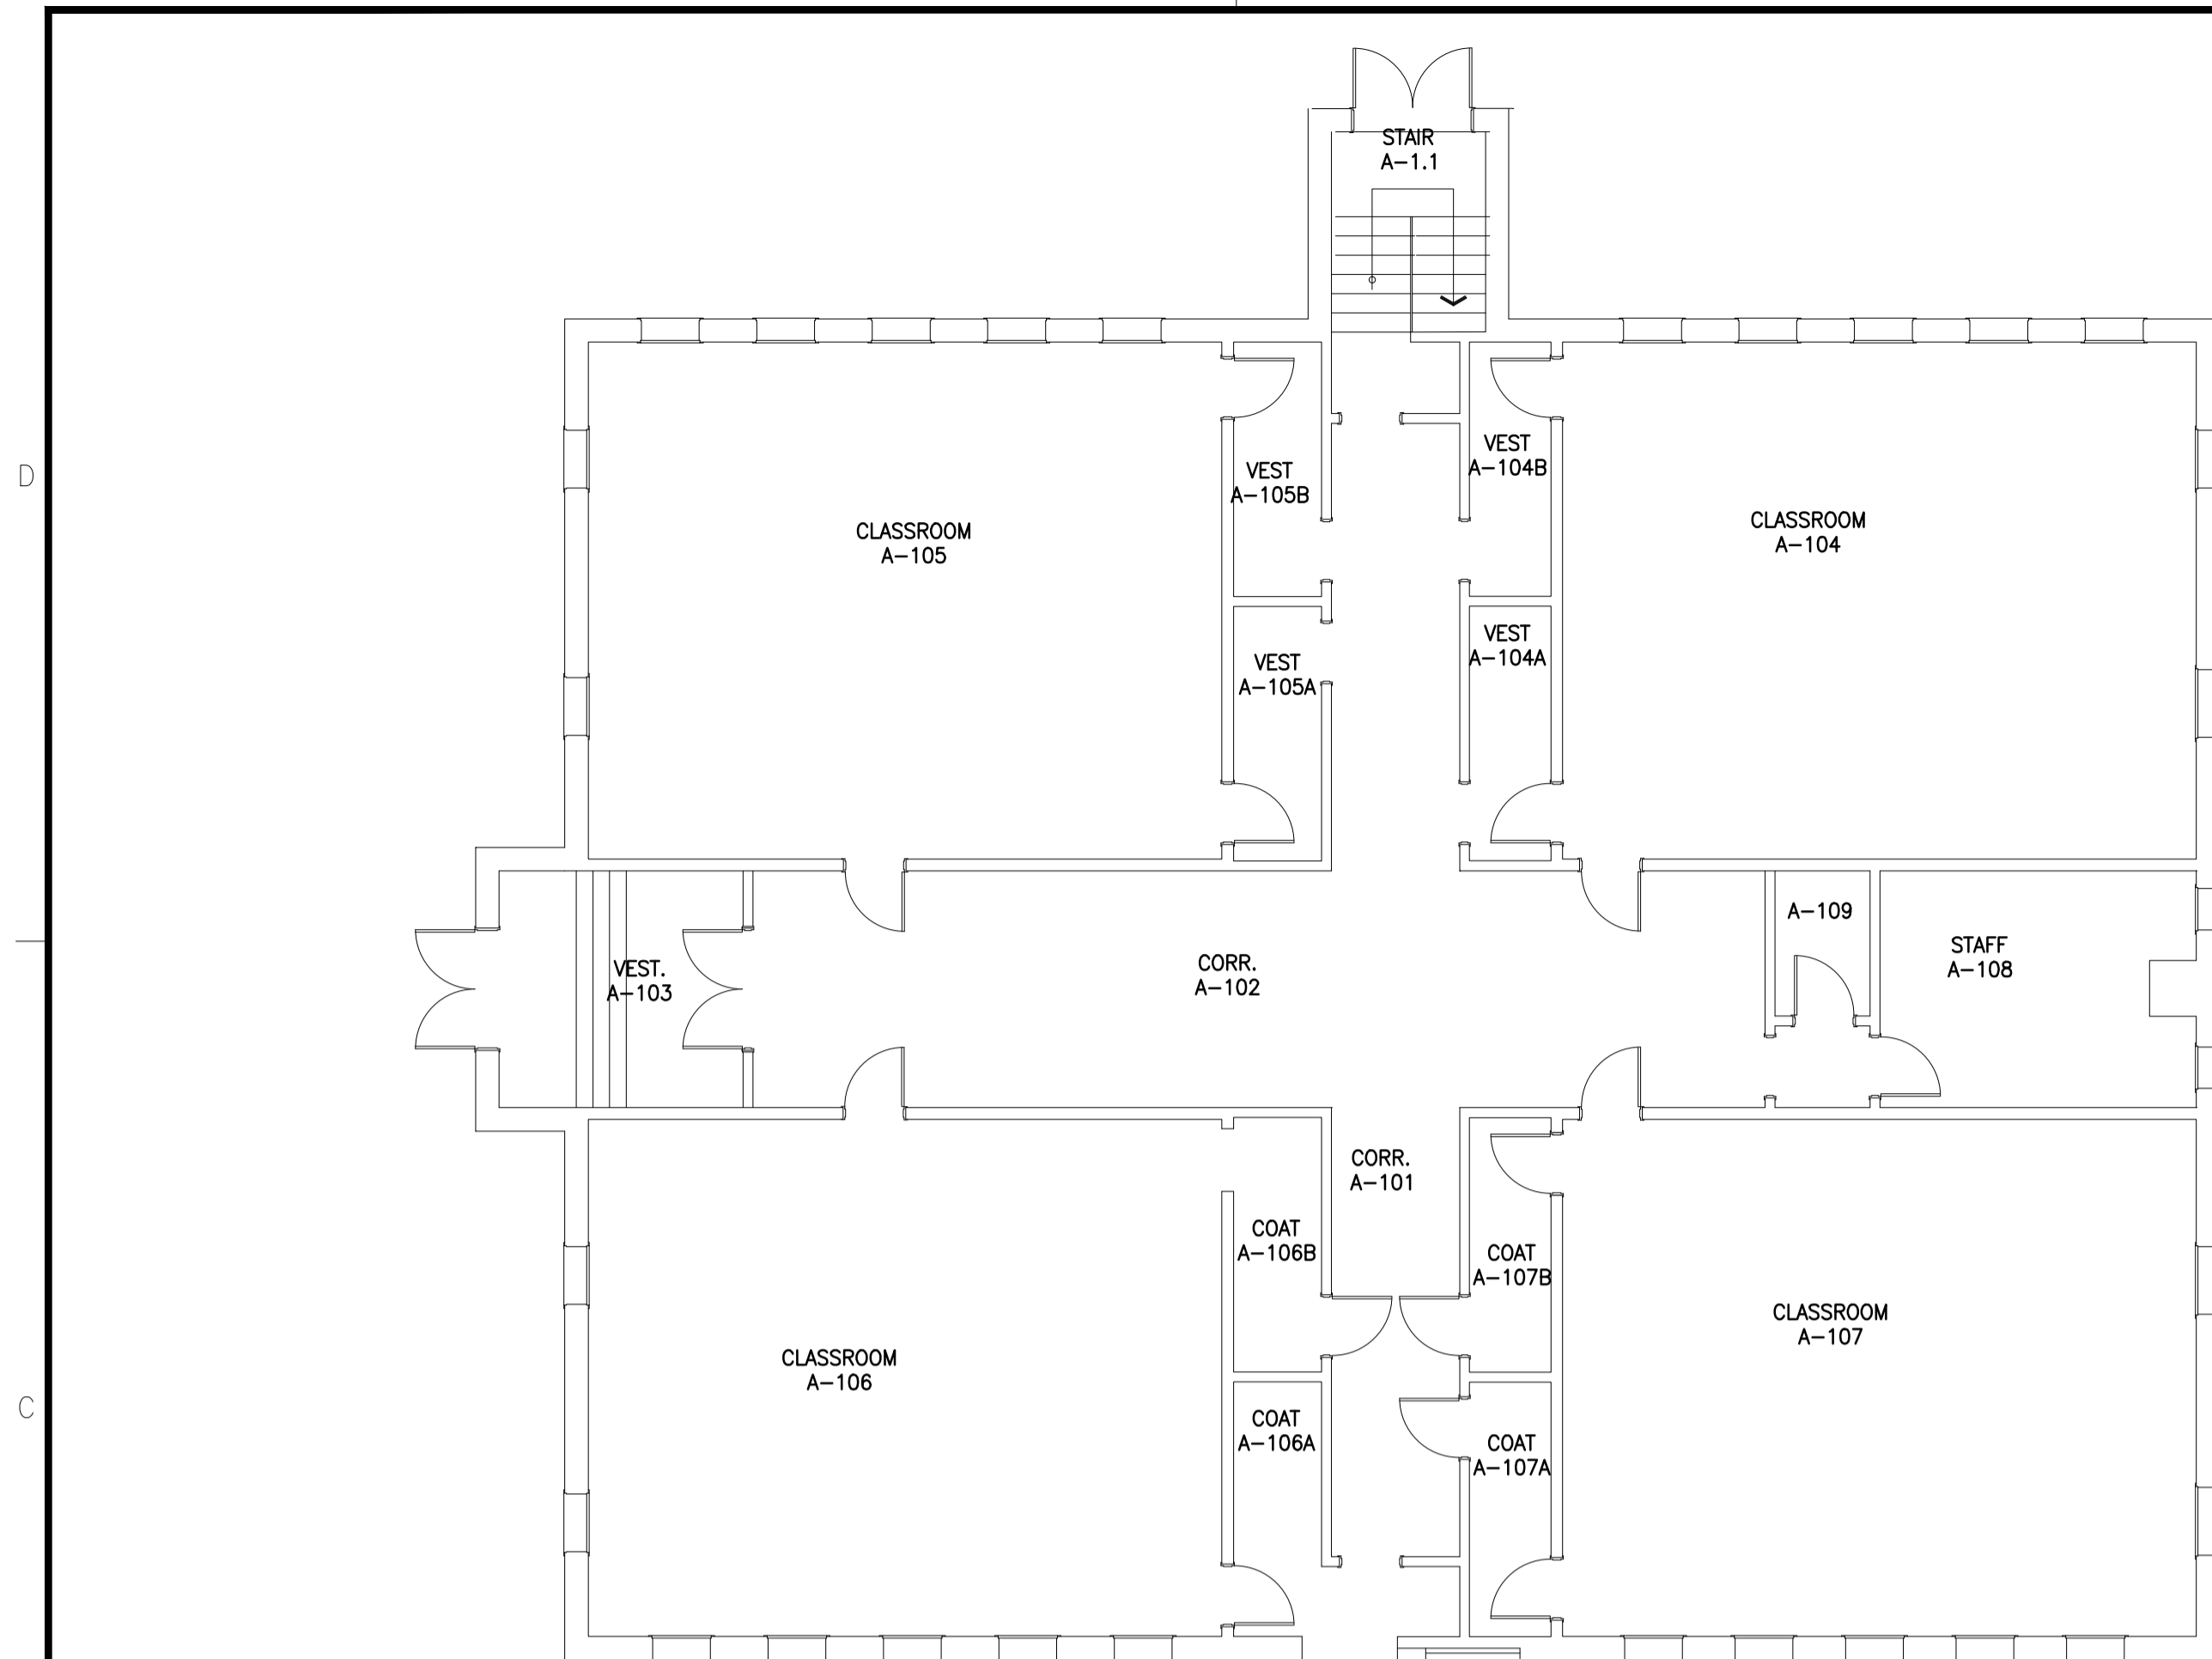 STAIR
A-1.1
D
VEST
A-104B
VEST
A-105B
CLASSROOM
A-105
CLASSROOM
A-104
VEST
A-104A
VEST
A-105A
A-109
STAFF
A-108
VEST.
A-103
CORR.
A-102
CORR.
A-101
COAT
A-106B
COAT
A-107B
CLASSROOM
A-107
CLASSROOM
A-106
C
COAT
A-106A
COAT
A-107A